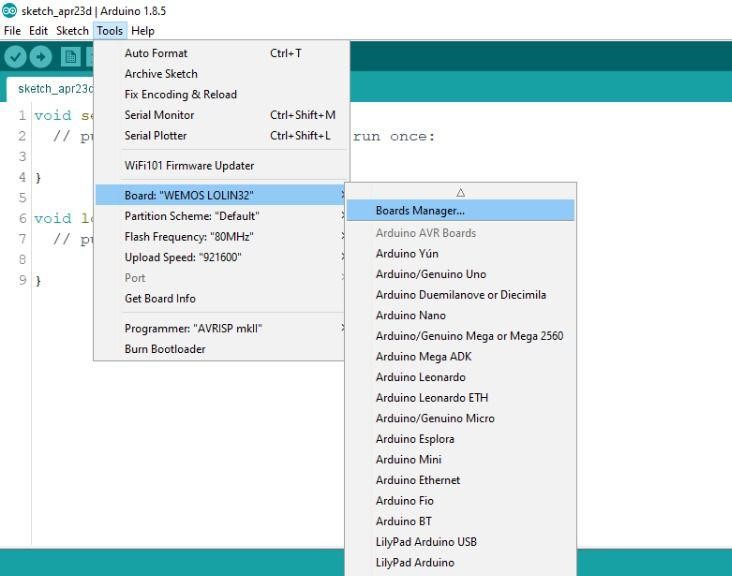 sketch_apr23d | Arduino 1.8.5
File Edit Sketch Tools Help
Auto Format Ctrl+T
Archive Sketch
Fix Encoding & Reload
Serial Monitor Ctrl+Shift+M
Serial Plotter Ctrl+Shift+L
WiFi101 Firmware Updater
Board: "WEMOS LOLIN32"
Partition Scheme: "Default"
Flash Frequency: "80MHz"
Upload Speed: "921600"
Port
Get Board Info
Programmer: "AVRISP mkII"
Burn Bootloader
Boards Manager...
Arduino AVR Boards
Arduino Yún
Arduino/Genuino Uno
Arduino Duemilanove or Diecimila
Arduino Nano
Arduino/Genuino Mega or Mega 2560
Arduino Mega ADK
Arduino Leonardo
Arduino Leonardo ETH
Arduino/Genuino Micro
Arduino Esplora
Arduino Mini
Arduino Ethernet
Arduino Fio
Arduino BT
LilyPad Arduino USB
LilyPad Arduino
sketch_apr23d
1 void se
2 // pu run once:
3
4 }
5
6 void lo
7 // pu
8
9 }